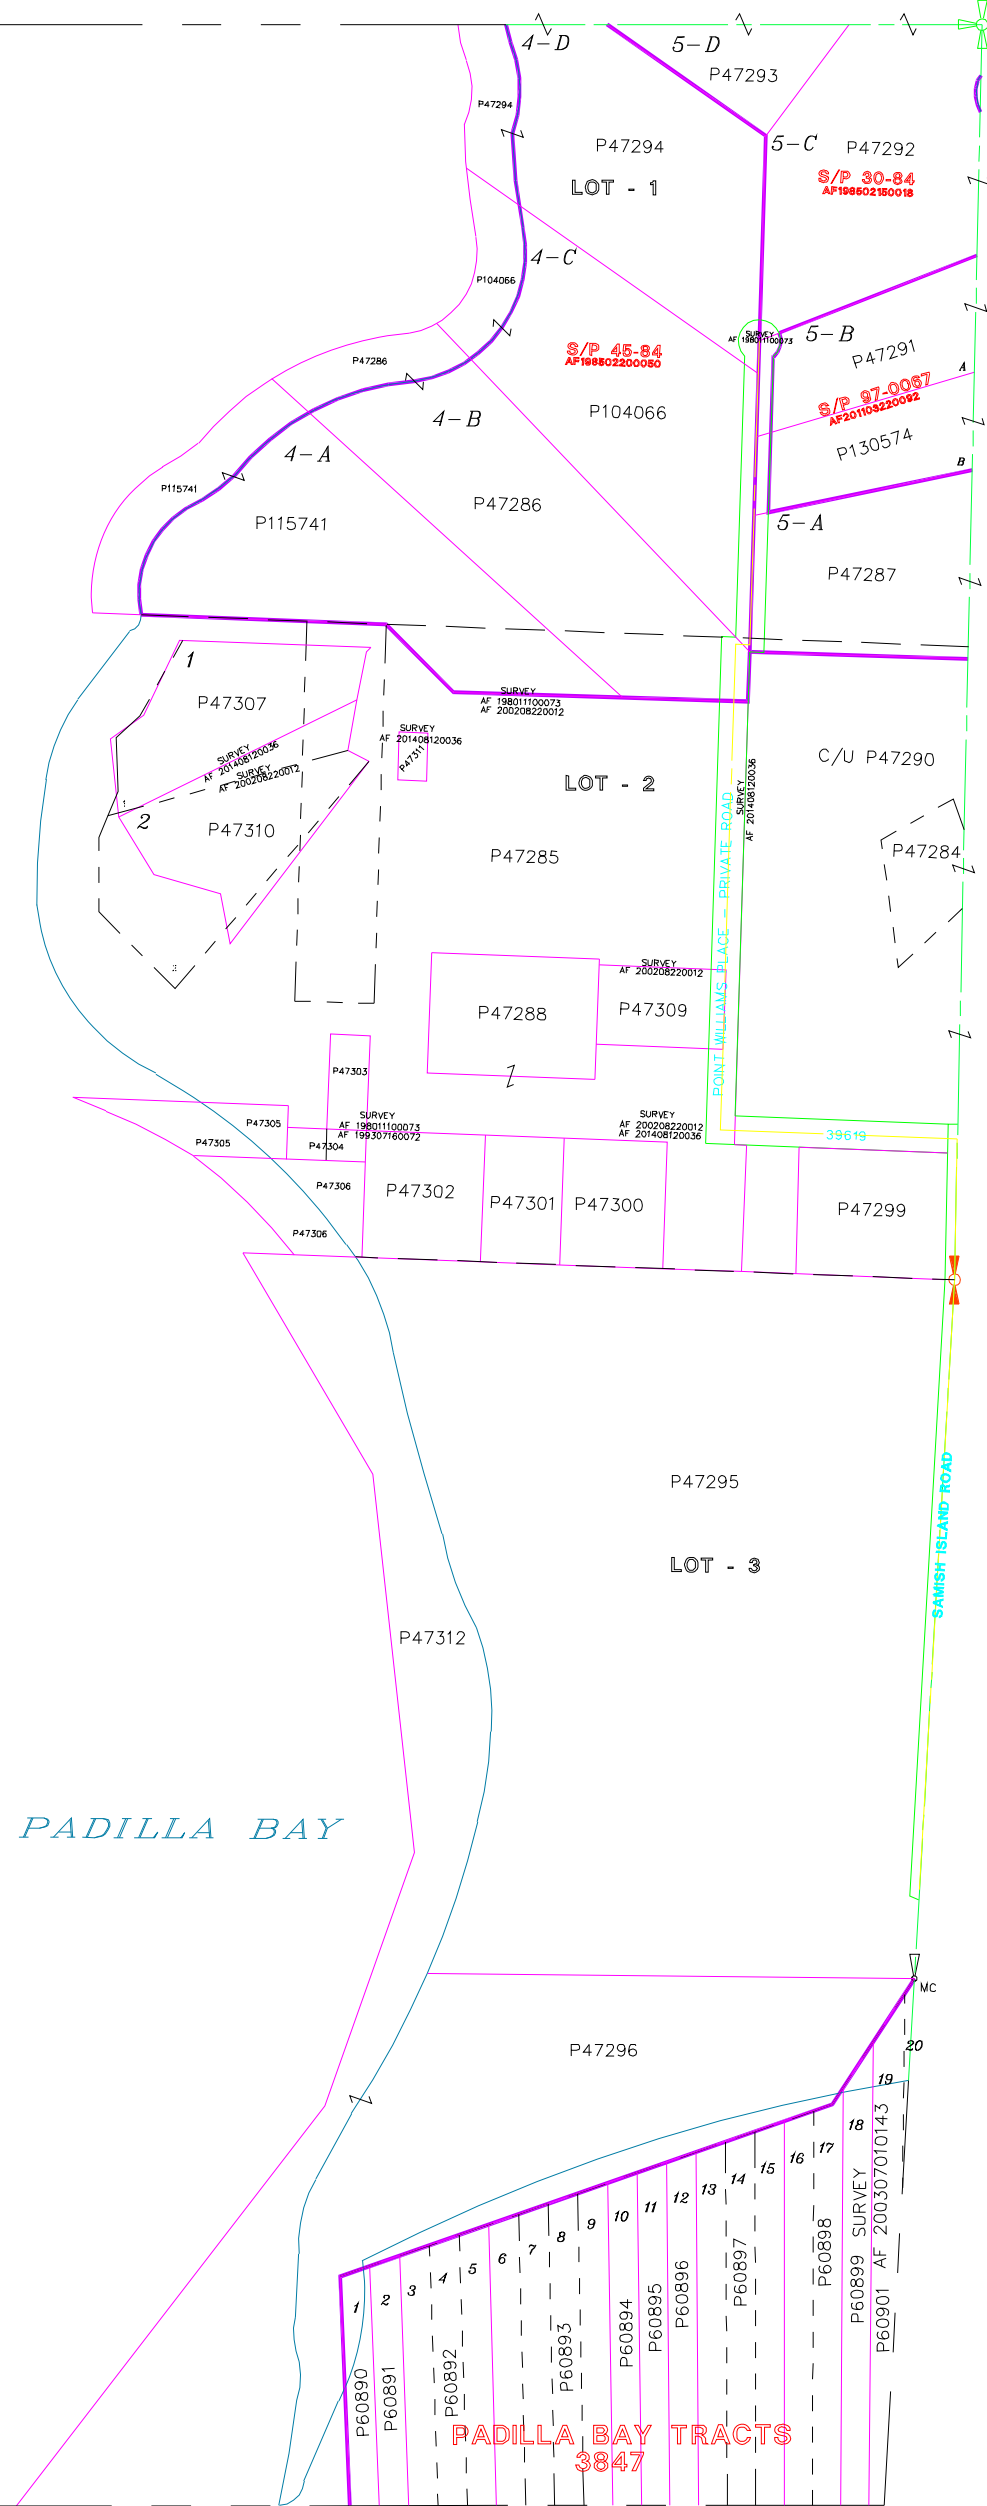 4-D
5-D
P47293
P47294
P47294
5-C
P47292
S/P 30-84
AF198502150018
LOT - 1
4-C
P104066
5-B
SURVEY
AF 198011100073
P47291
A
S/P 45-84
AF198502200050
P47286
S/P 97-0067
AF201103220092
P104066
4-B
P130574
4-A
B
P115741
P47286
P115741
5-A
P47287
1
P47307
SURVEY
AF 198011100073
AF 200208220012
SURVEY
AF 201408120036
P47311
SURVEY
AF 201408120036
SURVEY
AF 200208220012
C/U P47290
LOT - 2
SURVEY
AF 201408120036
2
P47310
P47285
P47284
POINT WILLIAMS PLACE - PRIVATE ROAD
SURVEY
AF 200208220012
P47288
P47309
P47303
SURVEY
AF 198011100073
AF 199307160072
SURVEY
AF 200208220012
AF 201408120036
P47305
P47305
P47304
39619
P47306
P47302
P47301
P47300
P47299
P47306
P47295
SAMISH ISLAND ROAD
LOT - 3
P47312
PADILLA BAY
MC
P47296
20
19
18
17
16
15
14
13
12
11
10
9
8
7
6
5
4
3
2
1
P60890
P60891
P60892
P60893
P60894
P60895
P60896
P60897
P60898
P60899 SURVEY
P60901 AF 200307010143
PADILLA BAY TRACTS
3847